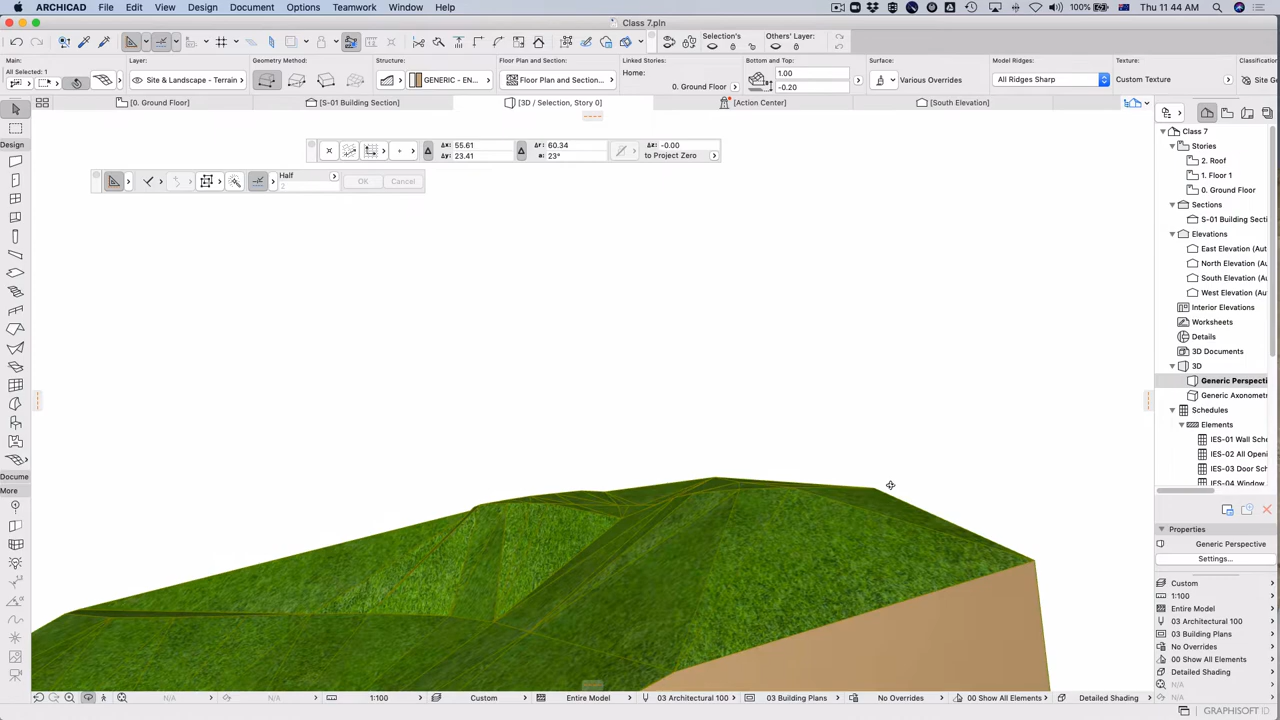 ARCHICAD File Edit View Design Document Options Teamwork Window Help 100% Thu 11:44 AM
Class 7.pln
Selection's
Others' Layer:
Main:
All Selected: 1
Layer:
Site & Landscape - Terrain
Geometry Method:
Structure:
GENERIC - EN...
Floor Plan and Section:
Floor Plan and Section...
Linked Stories:
Home:
0. Ground Floor
Bottom and Top:
1.00
-0.20
Surface:
Various Overrides
Model Ridges:
All Ridges Sharp
Texture:
Custom Texture
Classification
Site Ge
[0. Ground Floor]
[S-01 Building Section]
[3D / Selection, Story 0]
[Action Center]
[South Elevation]
Design
Docume
More
Δx: 55.61
Δy: 23.41
Δr: 60.34
α: 23°
Δz: -0.00
to Project Zero
Half
2
OK
Cancel
Class 7
Stories
2. Roof
1. Floor 1
0. Ground Floor
Sections
S-01 Building Secti
Elevations
East Elevation (Aut
North Elevation (Au
South Elevation (Au
West Elevation (Au
Interior Elevations
Worksheets
Details
3D Documents
3D
Generic Perspecti
Generic Axonomet
Schedules
Elements
IES-01 Wall Sche
IES-02 All Openi
IES-03 Door Sch
IES-04 Window
Properties
Generic Perspective
Settings...
Custom
1:100
Entire Model
03 Architectural 100
03 Building Plans
No Overrides
00 Show All Elements
Detailed Shading
N/A
N/A
N/A N/A 1:100 Custom Entire Model 03 Architectural 100 03 Building Plans No Overrides 00 Show All Elements Detailed Shading
GRAPHISOFT ID